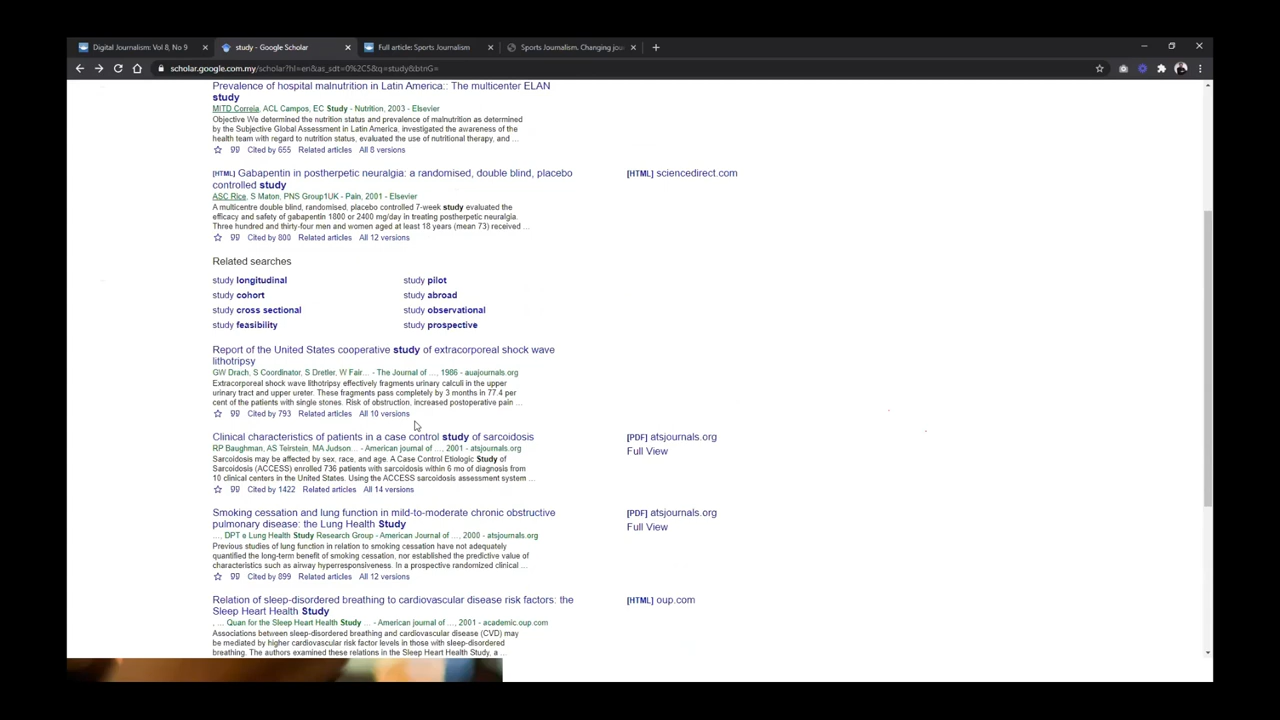 Digital Journalism: Vol 8, No 9
study - Google Scholar
Full article: Sports Journalism
Sports Journalism. Changing jou
scholar.google.com.my/scholar?hl=en&as_sdt=0%2C5&q=study&btnG=
Prevalence of hospital malnutrition in Latin America:: The multicenter ELAN
study
MITD Correia, ACL Campos, EC Study - Nutrition, 2003 - Elsevier
Objective We determined the nutrition status and prevalence of malnutrition as determined
by the Subjective Global Assessment in Latin America, investigated the awareness of the
health team with regard to nutrition status, evaluated the use of nutritional therapy, and ...
Cited by 655 Related articles All 8 versions
[HTML] Gabapentin in postherpetic neuralgia: a randomised, double blind, placebo
controlled study
[HTML] sciencedirect.com
ASC Rice, S Maton, PNS Group1UK - Pain, 2001 - Elsevier
A multicentre double blind, randomised, placebo controlled 7-week study evaluated the
efficacy and safety of gabapentin 1800 or 2400 mg/day in treating postherpetic neuralgia.
Three hundred and thirty-four men and women aged at least 18 years (mean 73) received ...
Cited by 800 Related articles All 12 versions
Related searches
study longitudinal
study pilot
study cohort
study abroad
study cross sectional
study observational
study feasibility
study prospective
Report of the United States cooperative study of extracorporeal shock wave
lithotripsy
GW Drach, S Coordinator, S Dretler, W Fair... - The Journal of ..., 1986 - auajournals.org
Extracorporeal shock wave lithotripsy effectively fragments urinary calculi in the upper
urinary tract and upper ureter. These fragments pass completely by 3 months in 77.4 per
cent of the patients with single stones. Risk of obstruction, increased postoperative pain ...
Cited by 793 Related articles All 10 versions
Clinical characteristics of patients in a case control study of sarcoidosis
[PDF] atsjournals.org
Full View
RP Baughman, AS Teirstein, MA Judson... - American journal of ..., 2001 - atsjournals.org
Sarcoidosis may be affected by sex, race, and age. A Case Control Etiologic Study of
Sarcoidosis (ACCESS) enrolled 736 patients with sarcoidosis within 6 mo of diagnosis from
10 clinical centers in the United States. Using the ACCESS sarcoidosis assessment system ...
Cited by 1422 Related articles All 14 versions
Smoking cessation and lung function in mild-to-moderate chronic obstructive
pulmonary disease: the Lung Health Study
[PDF] atsjournals.org
Full View
..., DPT e Lung Health Study Research Group - American Journal of ..., 2000 - atsjournals.org
Previous studies of lung function in relation to smoking cessation have not adequately
quantified the long-term benefit of smoking cessation, nor established the predictive value of
characteristics such as airway hyperresponsiveness. In a prospective randomized clinical ...
Cited by 899 Related articles All 12 versions
Relation of sleep-disordered breathing to cardiovascular disease risk factors: the
Sleep Heart Health Study
[HTML] oup.com
, ... Quan for the Sleep Heart Health Study ... - American journal of ..., 2001 - academic.oup.com
Associations between sleep-disordered breathing and cardiovascular disease (CVD) may
be mediated by higher cardiovascular risk factor levels in those with sleep-disordered
breathing. The authors examined these relations in the Sleep Heart Health Study, a ...